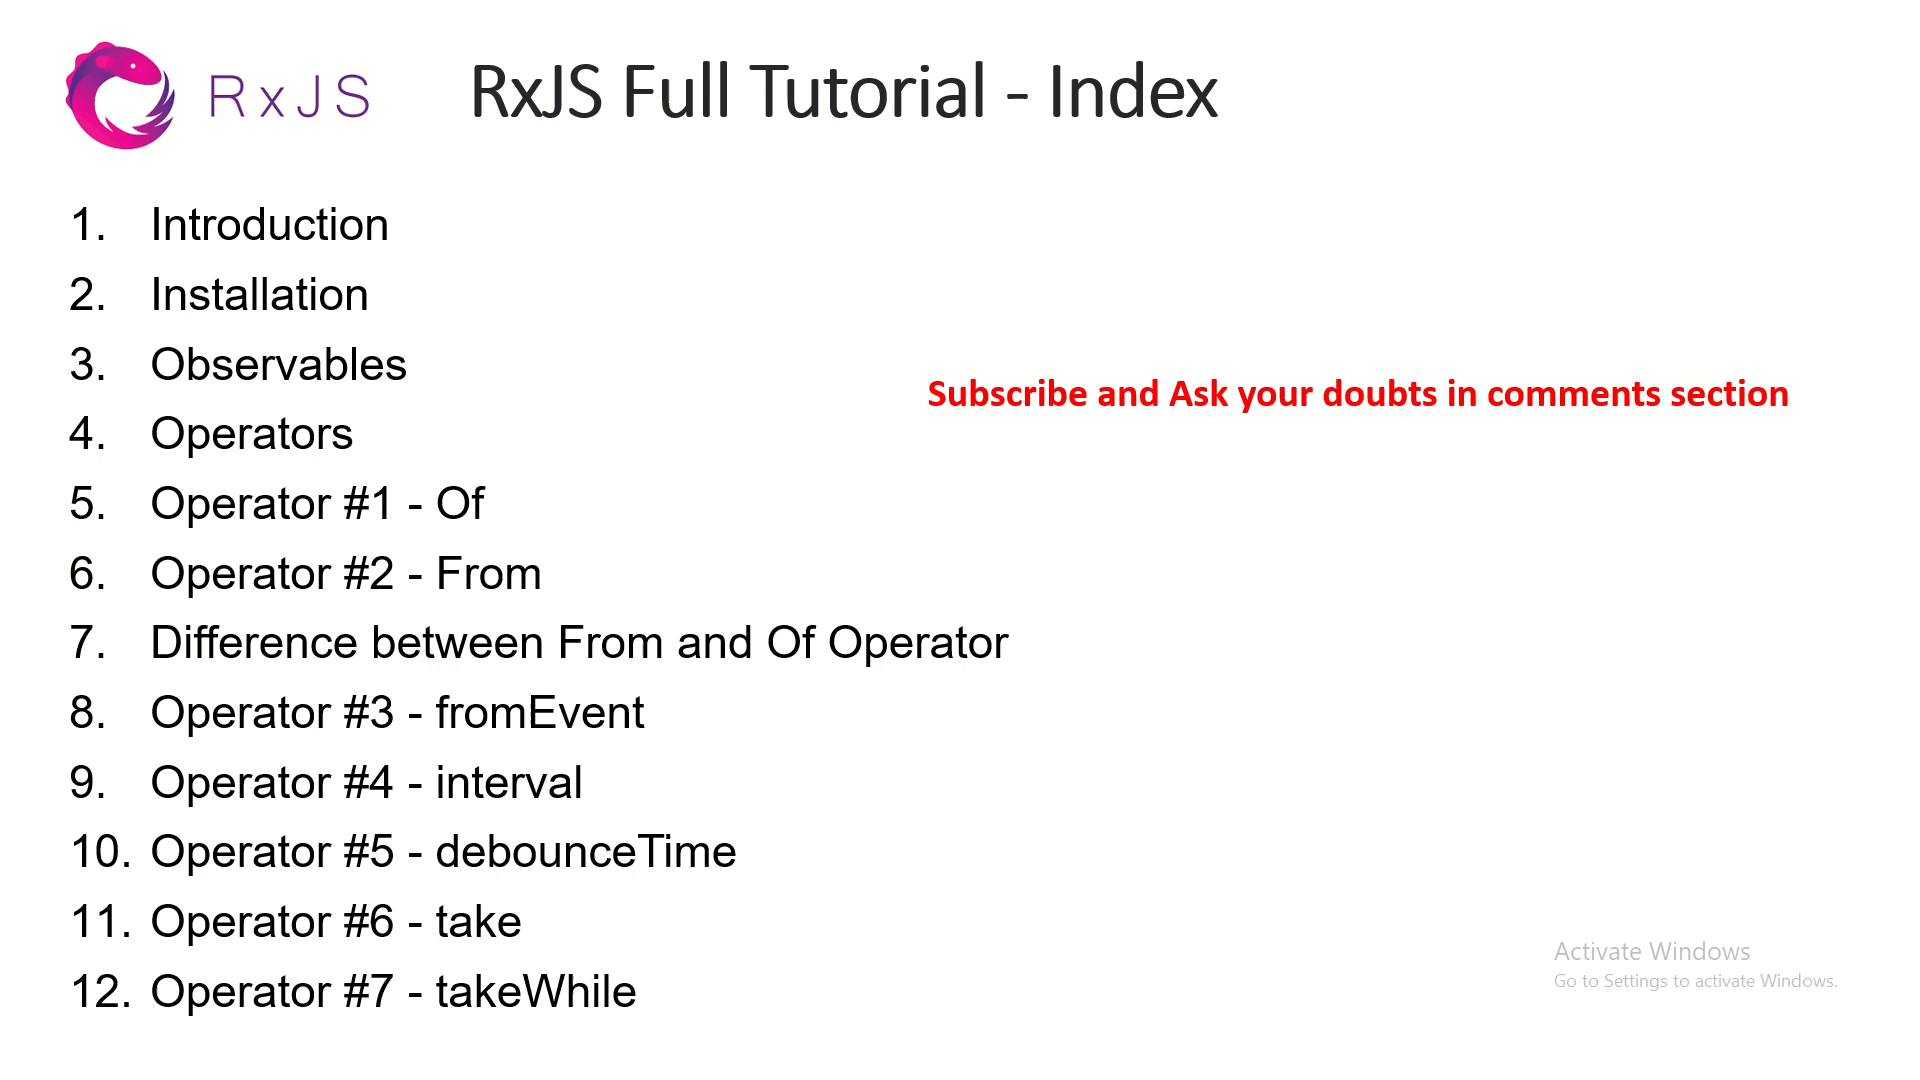 RxJS
RxJS Full Tutorial - Index
1. Introduction
2. Installation
3. Observables
Subscribe and Ask your doubts in comments section
4. Operators
5. Operator #1 - Of
6. Operator #2 - From
7. Difference between From and Of Operator
8. Operator #3 - fromEvent
9. Operator #4 - interval
10. Operator #5 - debounceTime
11. Operator #6 - take
12. Operator #7 - takeWhile
Activate Windows
Go to Settings to activate Windows.